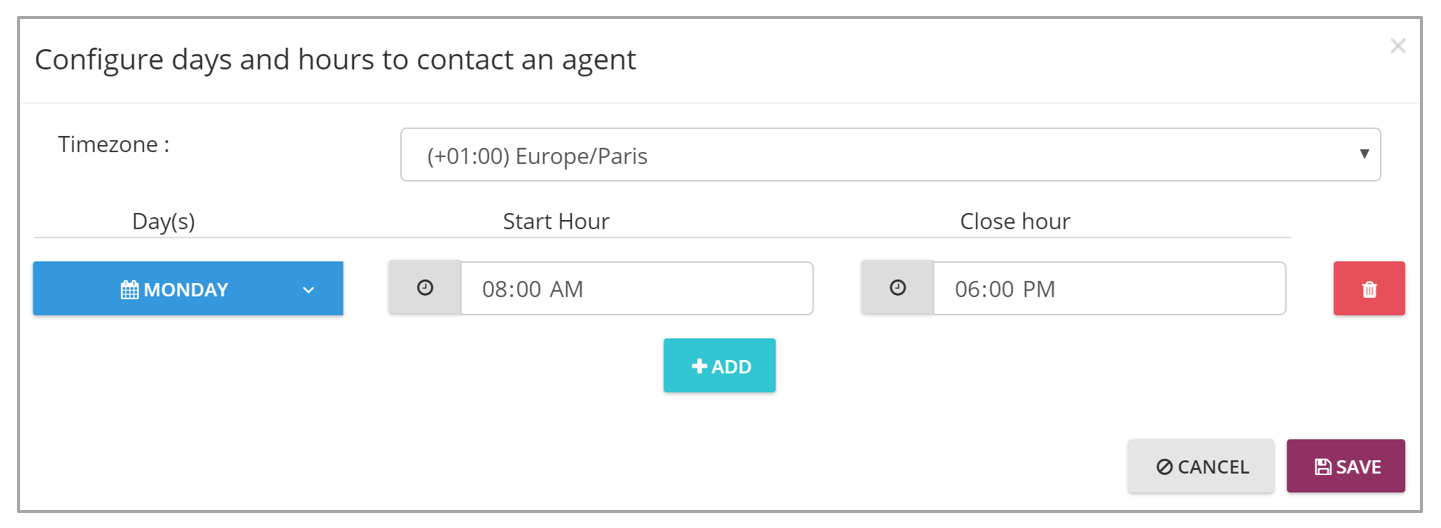 Configure days and hours to contact an agent
Timezone :
(+01:00) Europe/Paris
Day(s) Start Hour Close hour
MONDAY 08:00 AM 06:00 PM
ADD
CANCEL SAVE